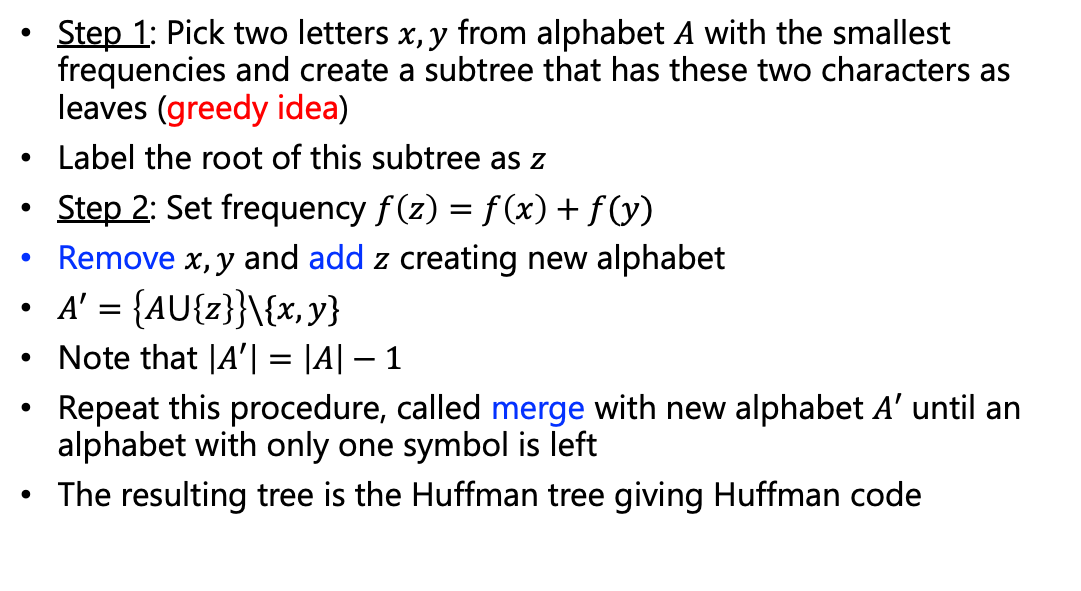 • Step 1: Pick two letters x, y from alphabet A with the smallest
frequencies and create a subtree that has these two characters as
leaves (greedy idea)
• Label the root of this subtree as z
• Step 2: Set frequency f(z) = f(x) + f(y)
• Remove x, y and add z creating new alphabet
• A′ = {A∪{z}}\{x, y}
• Note that |A′| = |A| − 1
• Repeat this procedure, called merge with new alphabet A′ until an
alphabet with only one symbol is left
• The resulting tree is the Huffman tree giving Huffman code